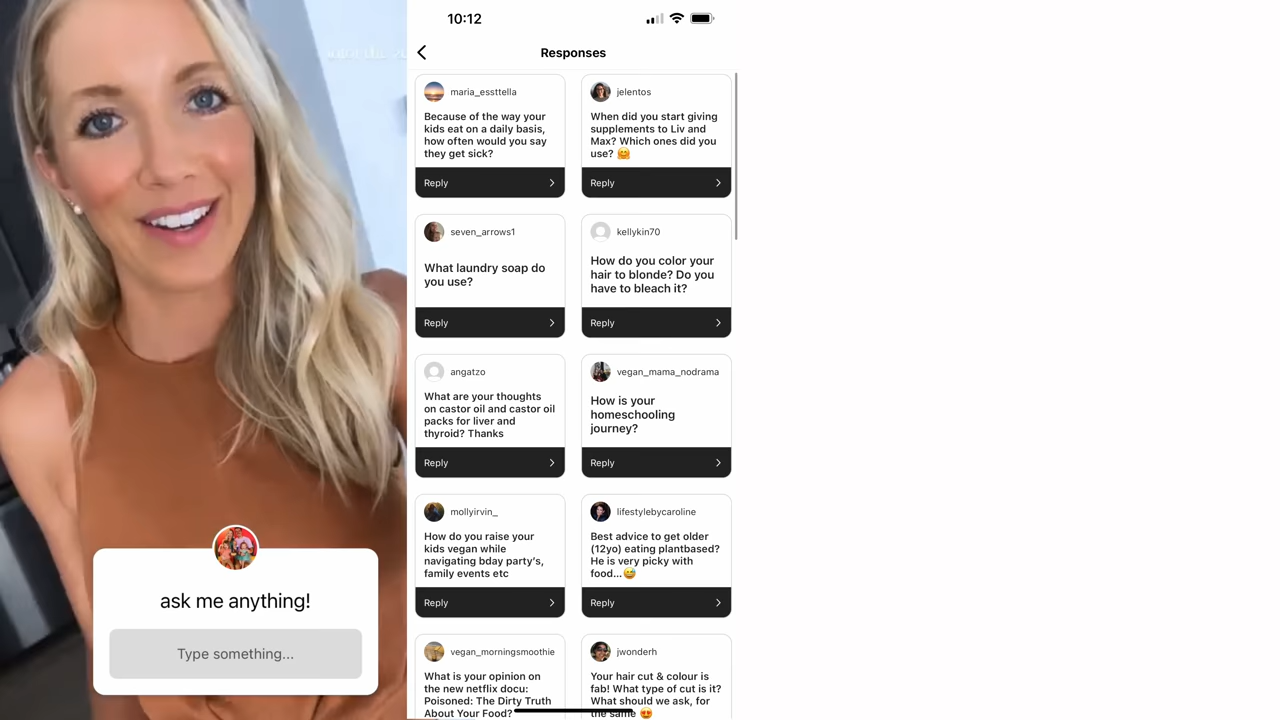 ask me anything!
Type something...
10:12
Responses
maria_essttella
Because of the way your
kids eat on a daily basis,
how often would you say
they get sick?
Reply
jelentos
When did you start giving
supplements to Liv and
Max? Which ones did you
use? 🤗
Reply
seven_arrows1
What laundry soap do
you use?
Reply
kellykin70
How do you color your
hair to blonde? Do you
have to bleach it?
Reply
angatzo
What are your thoughts
on castor oil and castor oil
packs for liver and
thyroid? Thanks
Reply
vegan_mama_nodrama
How is your
homeschooling
journey?
Reply
mollyirvin_
How do you raise your
kids vegan while
navigating bday party's,
family events etc
Reply
lifestylebycaroline
Best advice to get older
(12yo) eating plantbased?
He is very picky with
food...😅
Reply
vegan_morningsmoothie
What is your opinion on
the new netflix docu:
Poisoned: The Dirty Truth
About Your Food?
jwonderh
Your hair cut & colour is
fab! What type of cut is it?
What should we ask, for
the same 😍